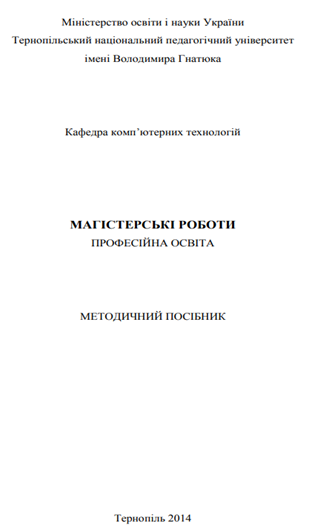 Міністерство освіти і науки України
Тернопільський національний педагогічний університет
імені Володимира Гнатюка
Кафедра комп’ютерних технологій
МАГІСТЕРСЬКІ РОБОТИ
ПРОФЕСІЙНА ОСВІТА
МЕТОДИЧНИЙ ПОСІБНИК
Тернопіль 2014